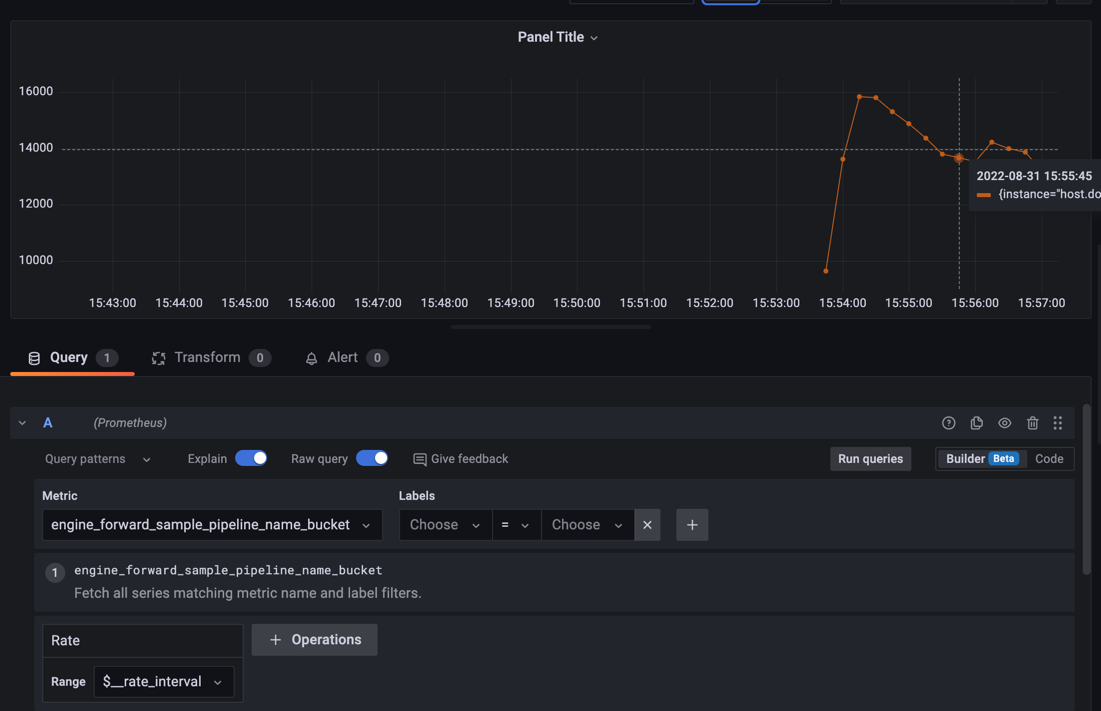 Panel Title
16000
14000
12000
10000
15:43:00 15:44:00 15:45:00 15:46:00 15:47:00 15:48:00 15:49:00 15:50:00 15:51:00 15:52:00 15:53:00 15:54:00 15:55:00 15:56:00 15:57:00
2022-08-31 15:55:45
{instance="host.do
Query 1 Transform 0 Alert 0
A (Prometheus)
Query patterns Explain Raw query Give feedback Run queries Builder Beta Code
Metric Labels
engine_forward_sample_pipeline_name_bucket Choose = Choose
1 engine_forward_sample_pipeline_name_bucket
Fetch all series matching metric name and label filters.
Rate + Operations
Range $__rate_interval